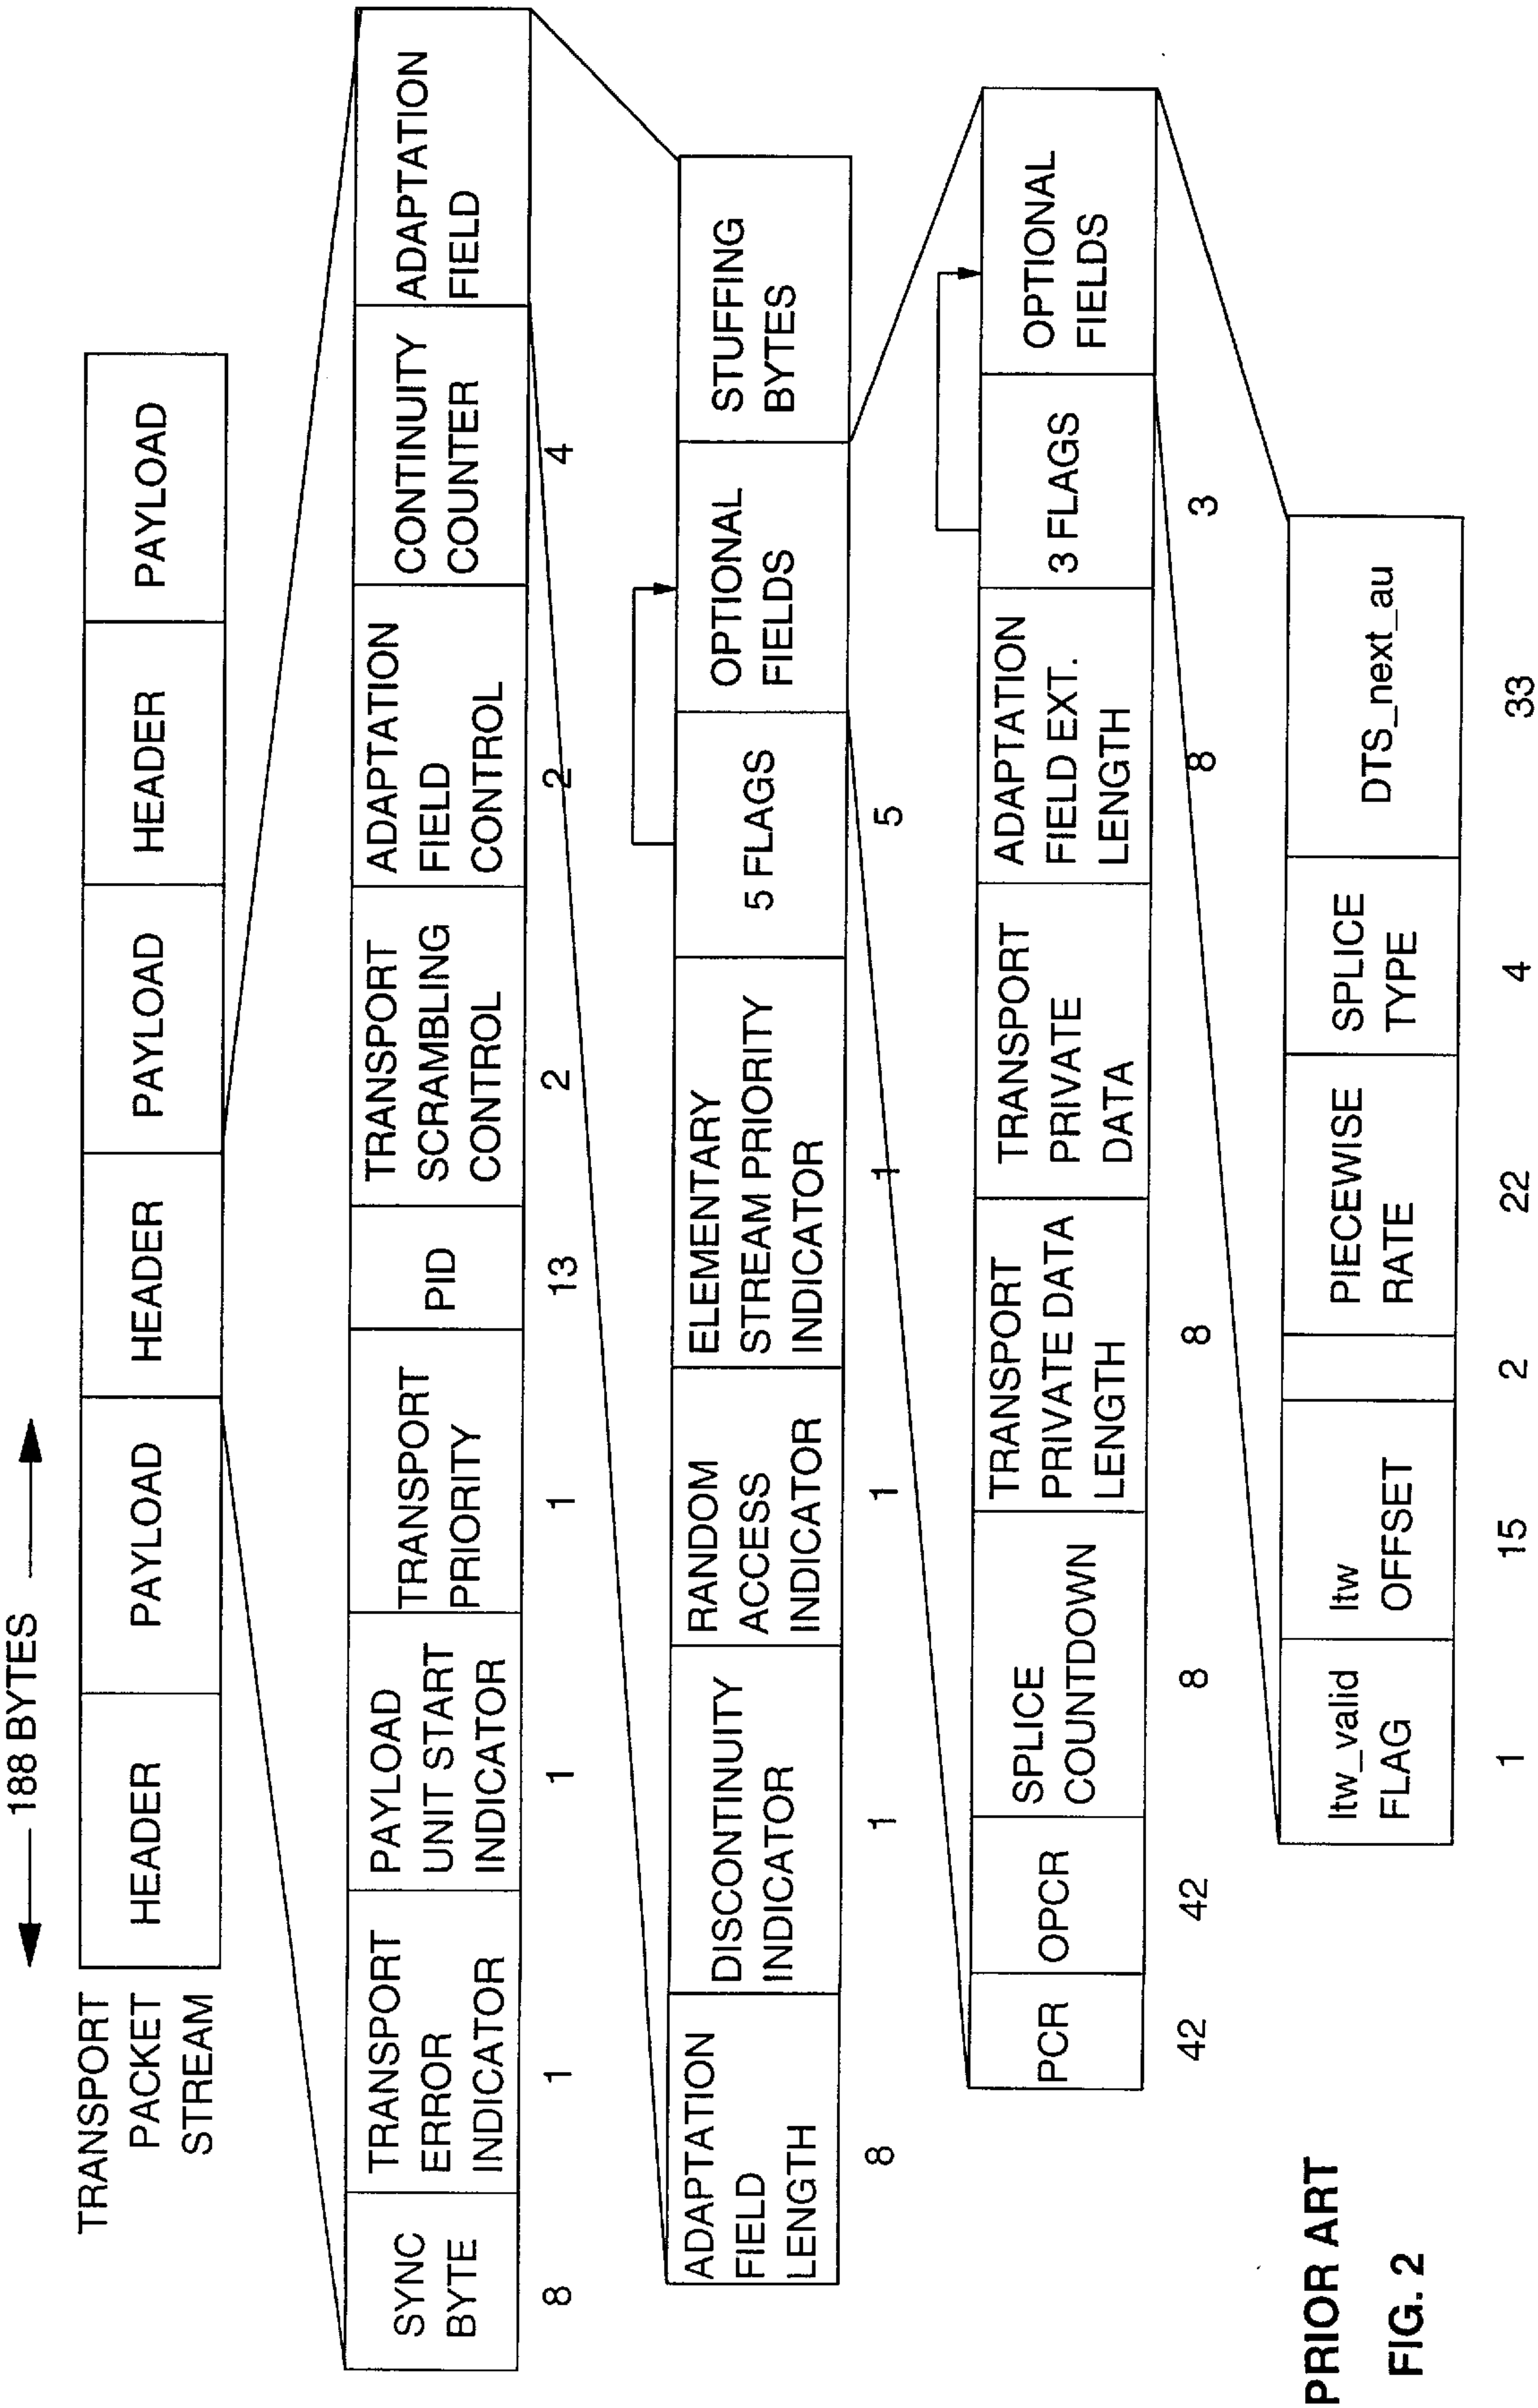 188 BYTES
TRANSPORT
PACKET
STREAM
HEADER
PAYLOAD
HEADER
PAYLOAD
HEADER
PAYLOAD
SYNC
BYTE
TRANSPORT
ERROR
INDICATOR
PAYLOAD
UNIT START
INDICATOR
TRANSPORT
PRIORITY
PID
TRANSPORT
SCRAMBLING
CONTROL
ADAPTATION
FIELD
CONTROL
CONTINUITY
COUNTER
ADAPTATION
FIELD
8
1
1
1
13
2
2
4
ADAPTATION
FIELD
LENGTH
DISCONTINUITY
INDICATOR
RANDOM
ACCESS
INDICATOR
ELEMENTARY
STREAM PRIORITY
INDICATOR
5 FLAGS
OPTIONAL
FIELDS
STUFFING
BYTES
8
1
1
1
5
PCR
OPCR
SPLICE
COUNTDOWN
TRANSPORT
PRIVATE DATA
LENGTH
TRANSPORT
PRIVATE
DATA
ADAPTATION
FIELD EXT.
LENGTH
3 FLAGS
OPTIONAL
FIELDS
42
42
8
8
8
3
ltw_valid
FLAG
ltw
OFFSET
PIECEWISE
RATE
SPLICE
TYPE
DTS_next_au
1
15
2
22
4
33
PRIOR ART
FIG. 2